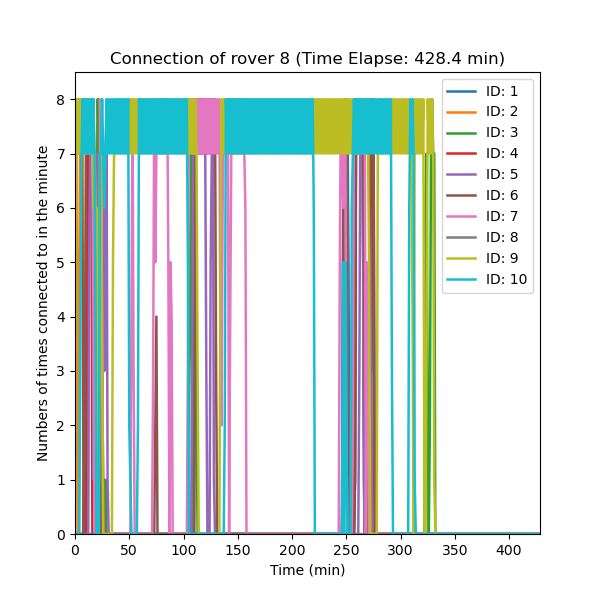 Connection of rover 8 (Time Elapse: 428.4 min)
Numbers of times connected to in the minute
8
7
6
5
4
3
2
1
0
0 50 100 150 200 250 300 350 400
Time (min)
ID: 1
ID: 2
ID: 3
ID: 4
ID: 5
ID: 6
ID: 7
ID: 8
ID: 9
ID: 10